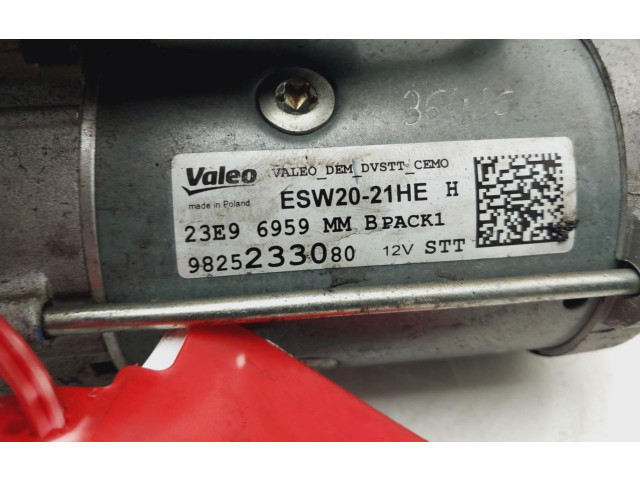 Valeo VALEO_DEM_DVSTT_CEMO
made in Poland ESW20-21HE H
23E9 6959 MM BPACK1
9825233080 12V STT